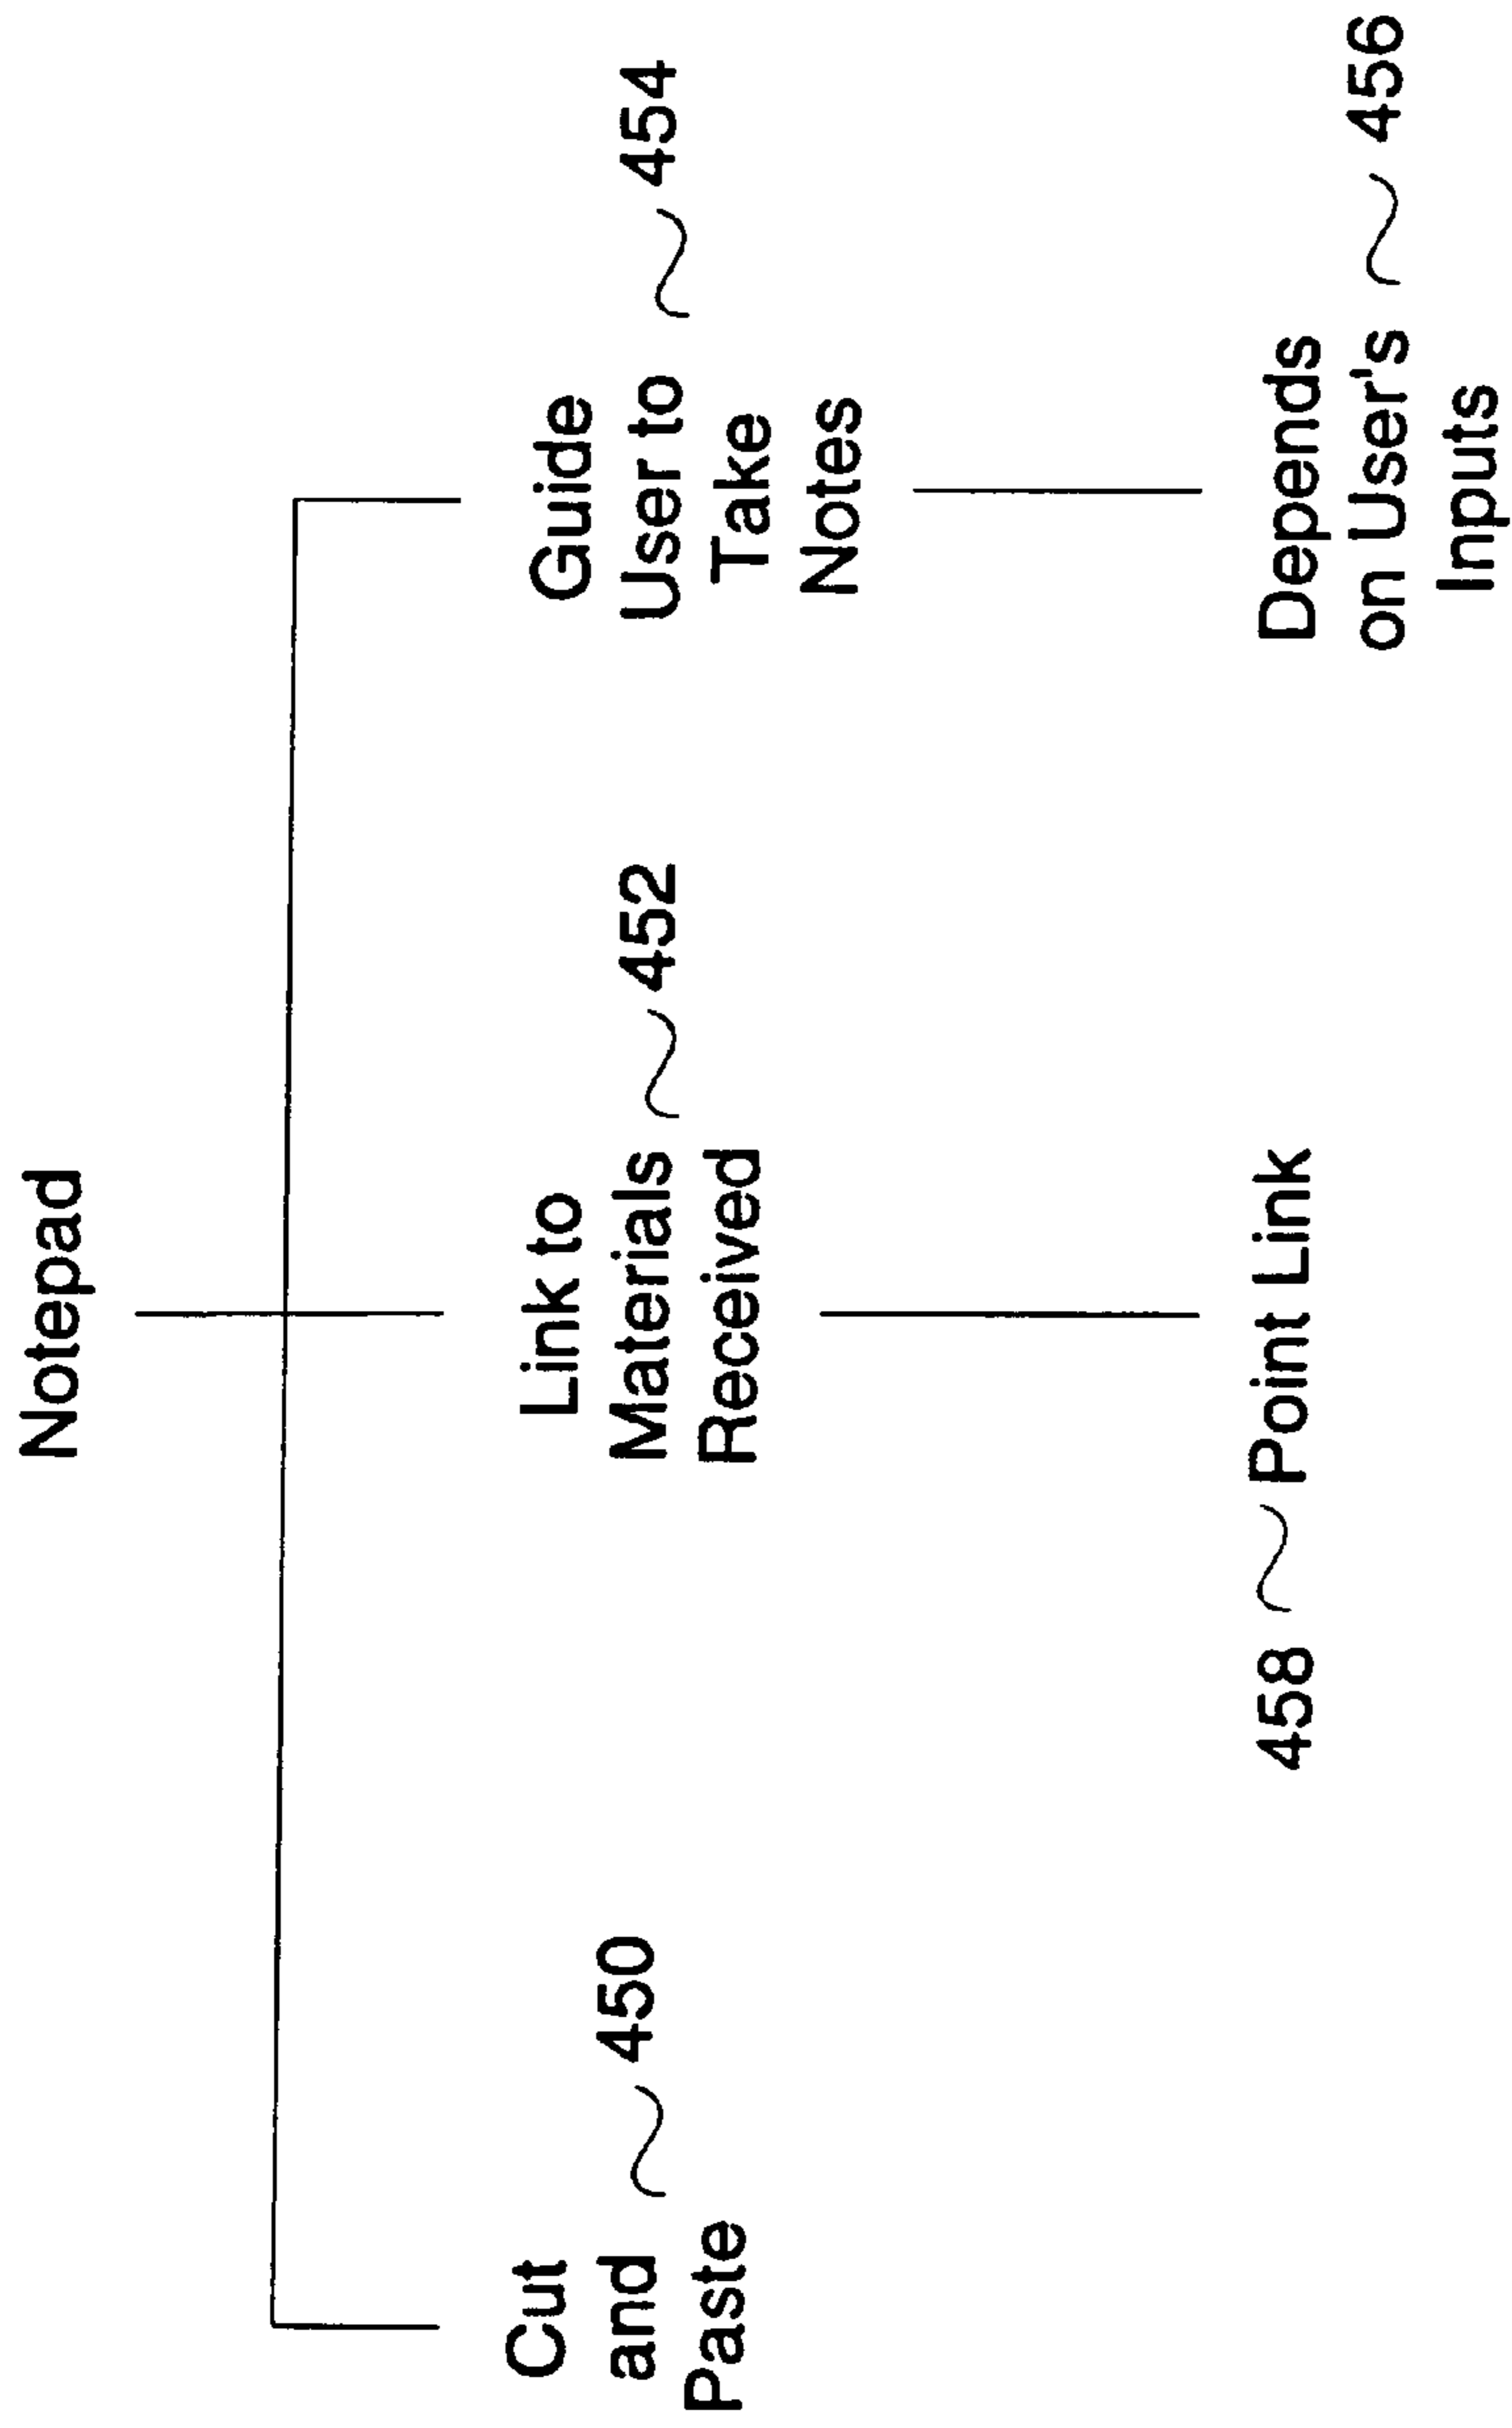 Notepad
Cut
and 450
Paste
Link to
Materials 452
Received
Guide
User to 454
Take
Notes
458 Point Link
Depends
on User's 456
Inputs